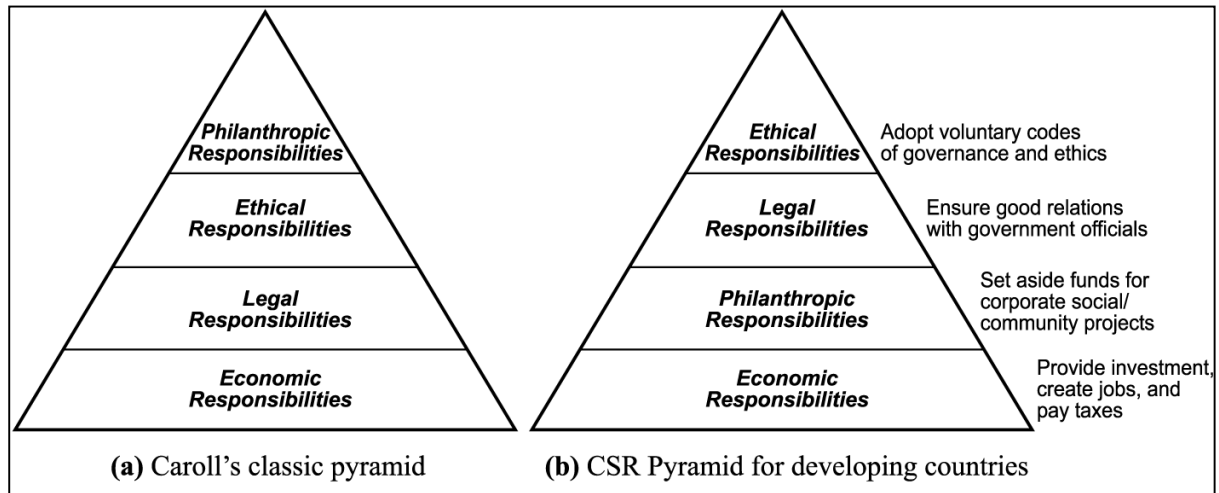 Philanthropic
Responsibilities
Ethical
Responsibilities
Legal
Responsibilities
Economic
Responsibilities
(a) Caroll's classic pyramid
Ethical
Responsibilities
Adopt voluntary codes
of governance and ethics
Legal
Responsibilities
Ensure good relations
with government officials
Philanthropic
Responsibilities
Set aside funds for
corporate social/
community projects
Economic
Responsibilities
Provide investment,
create jobs, and
pay taxes
(b) CSR Pyramid for developing countries